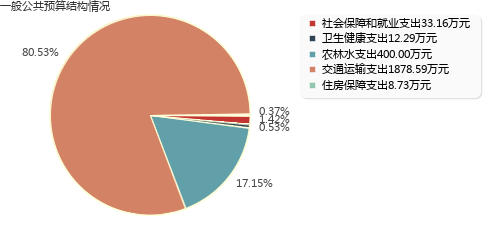 一般公共预算结构情况
社会保障和就业支出33.16万元
卫生健康支出12.29万元
农林水支出400.00万元
交通运输支出1878.59万元
住房保障支出8.73万元
80.53%
0.37%
1.42%
0.53%
17.15%